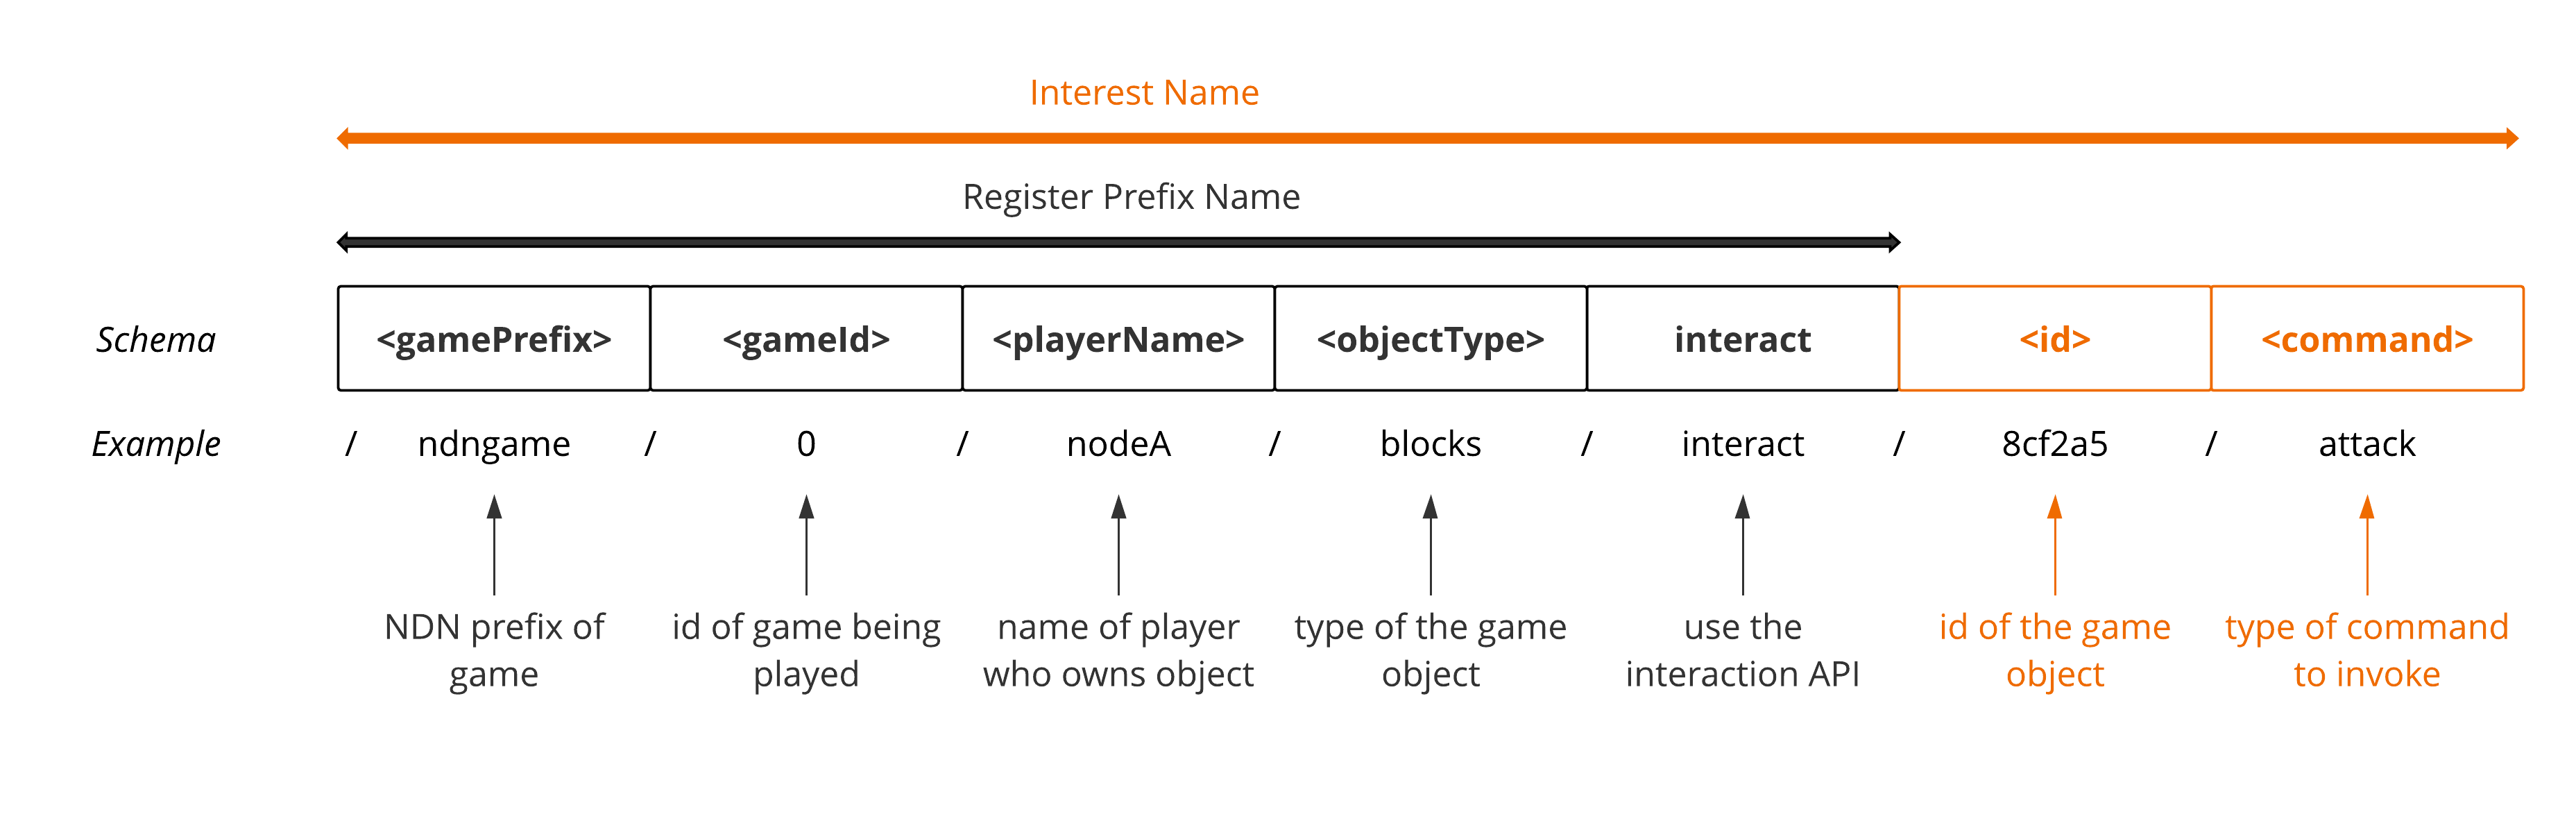 Interest Name
Register Prefix Name
Schema <gamePrefix> <gameId> <playerName> <objectType> interact <id> <command>
Example / ndngame / 0 / nodeA / blocks / interact / 8cf2a5 / attack
NDN prefix of
game
id of game being
played
name of player
who owns object
type of the game
object
use the
interaction API
id of the game
object
type of command
to invoke